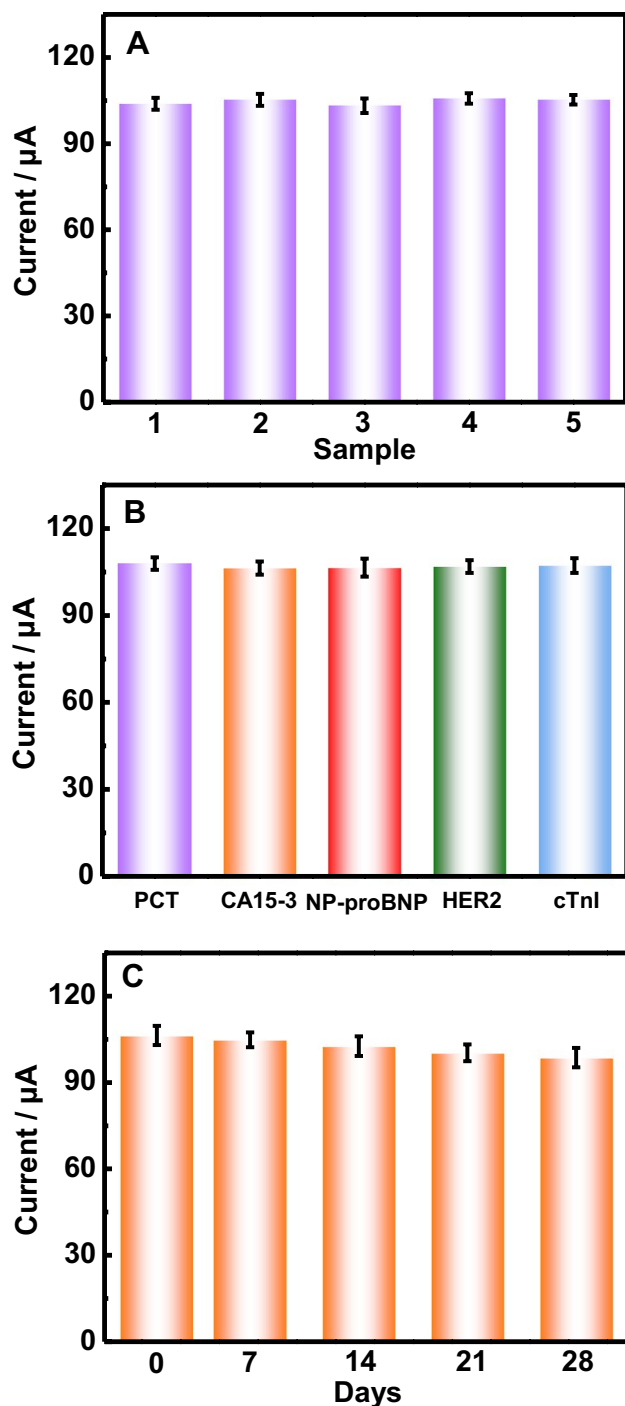 A
120
90
60
30
0
Current / μA
1 2 3 4 5
Sample
B
120
90
60
30
0
Current / μA
PCT CA15-3 NP-proBNP HER2 cTnI
C
120
90
60
30
0
Current / μA
0 7 14 21 28
Days